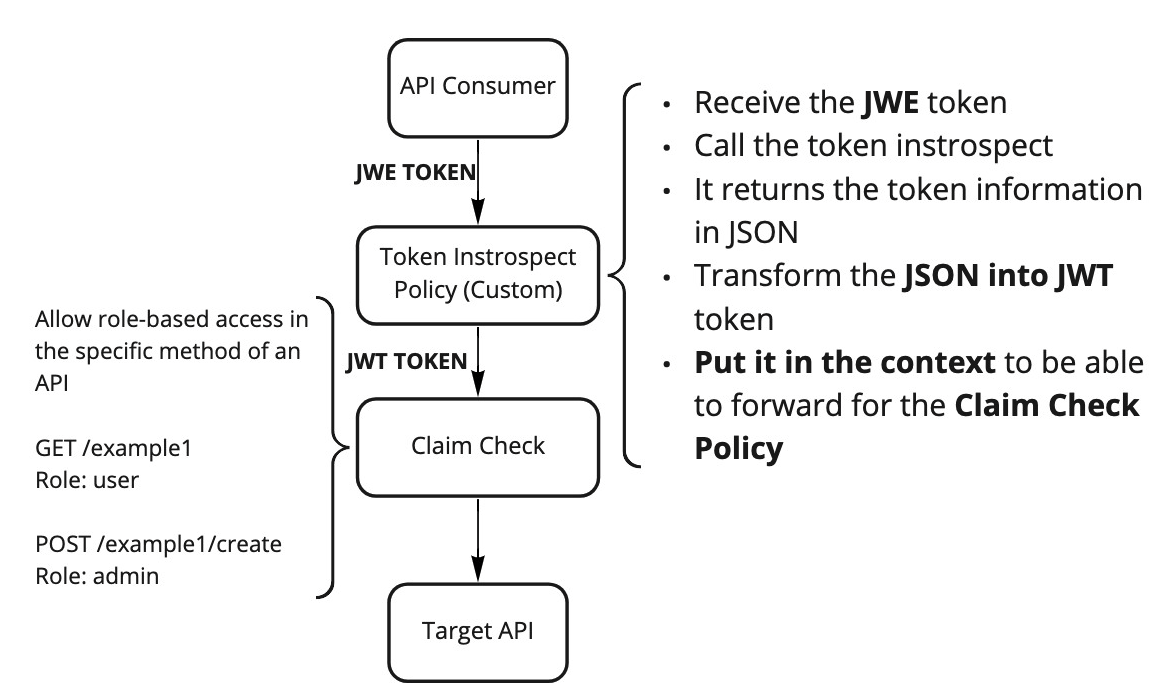 API Consumer
JWE TOKEN
Token Instrospect
Policy (Custom)
JWT TOKEN
Claim Check
Target API
• Receive the JWE token
• Call the token instrospect
• It returns the token information
in JSON
• Transform the JSON into JWT
token
• Put it in the context to be able
to forward for the Claim Check
Policy
Allow role-based access in
the specific method of an
API
GET /example1
Role: user
POST /example1/create
Role: admin